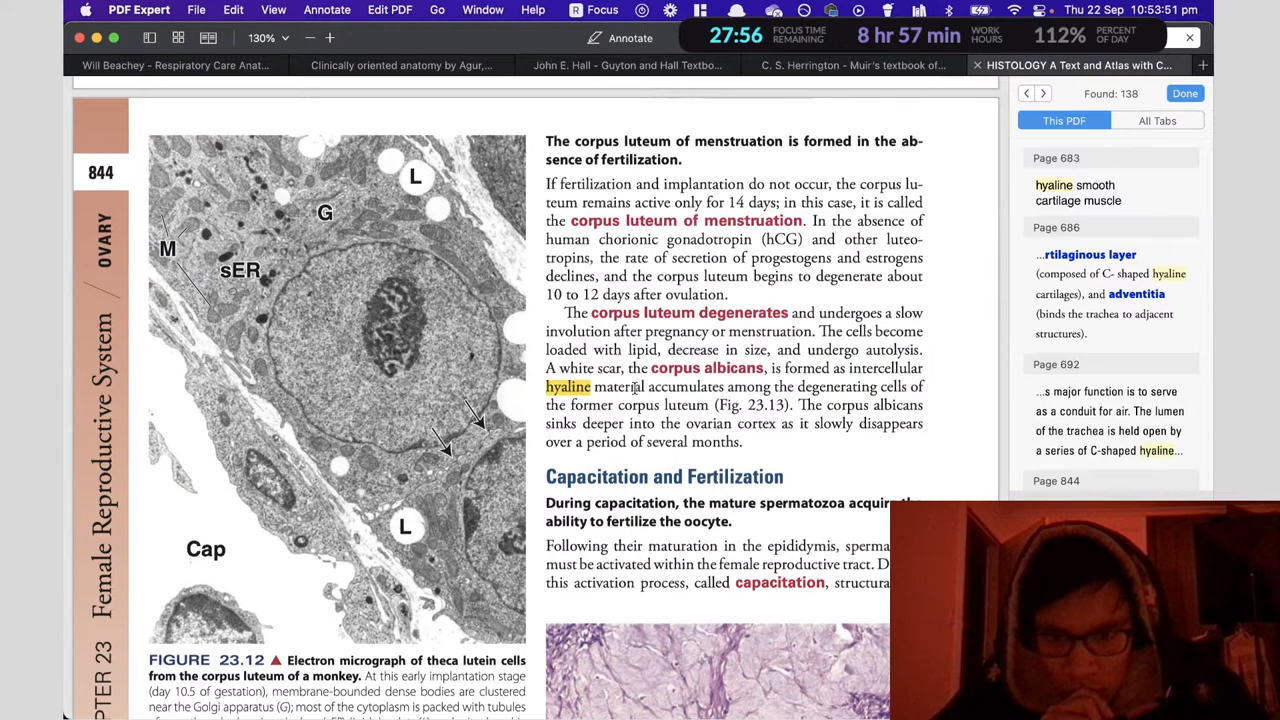 PDF Expert File Edit View Annotate Edit PDF Go Window Help R Focus Thu 22 Sep 10:53:51 pm
130% Annotate 27:56 FOCUS TIME REMAINING 8 hr 57 min WORK HOURS 112% PERCENT OF DAY
Will Beachey - Respiratory Care Anat... Clinically oriented anatomy by Agur,... John E. Hall - Guyton and Hall Textbo... C. S. Herrington - Muir's textbook of... HISTOLOGY A Text and Atlas with C...
844
OVARY
Female Reproductive System
PTER 23
M
sER
G
L
L
Cap
FIGURE 23.12 ▲ Electron micrograph of theca lutein cells
from the corpus luteum of a monkey. At this early implantation stage
(day 10.5 of gestation), membrane-bounded dense bodies are clustered
near the Golgi apparatus (G); most of the cytoplasm is packed with tubules
The corpus luteum of menstruation is formed in the ab-
sence of fertilization.
If fertilization and implantation do not occur, the corpus lu-
teum remains active only for 14 days; in this case, it is called
the corpus luteum of menstruation. In the absence of
human chorionic gonadotropin (hCG) and other luteo-
tropins, the rate of secretion of progestogens and estrogens
declines, and the corpus luteum begins to degenerate about
10 to 12 days after ovulation.
The corpus luteum degenerates and undergoes a slow
involution after pregnancy or menstruation. The cells become
loaded with lipid, decrease in size, and undergo autolysis.
A white scar, the corpus albicans, is formed as intercellular
hyaline material accumulates among the degenerating cells of
the former corpus luteum (Fig. 23.13). The corpus albicans
sinks deeper into the ovarian cortex as it slowly disappears
over a period of several months.
Capacitation and Fertilization
During capacitation, the mature spermatozoa acquire the
ability to fertilize the oocyte.
Following their maturation in the epididymis, sperma
must be activated within the female reproductive tract. D
this activation process, called capacitation, structura
Found: 138 Done
This PDF All Tabs
Page 683
hyaline smooth
cartilage muscle
Page 686
...rtilaginous layer
(composed of C- shaped hyaline
cartilages), and adventitia
(binds the trachea to adjacent
structures).
Page 692
...s major function is to serve
as a conduit for air. The lumen
of the trachea is held open by
a series of C-shaped hyaline...
Page 844